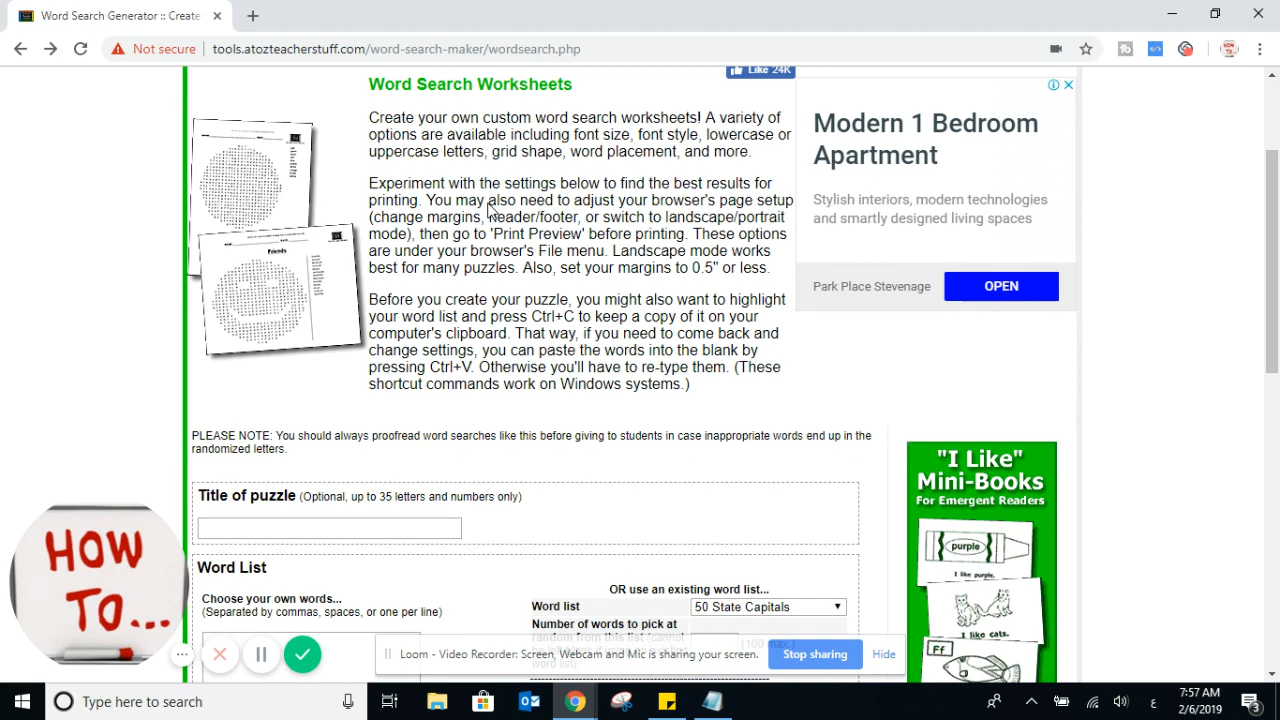 Word Search Generator :: Create
Not secure
tools.atozteacherstuff.com/word-search-maker/wordsearch.php
HOW TO...
Word Search Worksheets
Like 24K
Create your own custom word search worksheets! A variety of
options are available including font size, font style, lowercase or
uppercase letters, grid shape, word placement, and more.
Experiment with the settings below to find the best results for
printing. You may also need to adjust your browser's page setup
(change margins, header/footer, or switch to landscape/portrait
mode), then go to 'Print Preview' before printing. These options
are under your browser's File menu. Landscape mode works
best for many puzzles. Also, set your margins to 0.5" or less.
Before you create your puzzle, you might also want to highlight
your word list and press Ctrl+C to keep a copy of it on your
computer's clipboard. That way, if you need to come back and
change settings, you can paste the words into the blank by
pressing Ctrl+V. Otherwise you'll have to re-type them. (These
shortcut commands work on Windows systems.)
Modern 1 Bedroom
Apartment
Stylish interiors, modern technologies
and smartly designed living spaces
Park Place Stevenage
OPEN
Friends
PLEASE NOTE: You should always proofread word searches like this before giving to students in case inappropriate words end up in the
randomized letters.
Title of puzzle (Optional, up to 35 letters and numbers only)
Word List
Choose your own words...
(Separated by commas, spaces, or one per line)
OR use an existing word list...
Word list
50 State Capitals
Number of words to pick at
random from this list (cannot
(100 max.)
word list)
"I Like"
Mini-Books
For Emergent Readers
purple
I like purple.
I like cats.
Ff
HOW
TO...
Loom - Video Recorder: Screen, Webcam and Mic is sharing your screen.
Stop sharing
Hide
Type here to search
ع
7:57 AM
2/6/2019
3